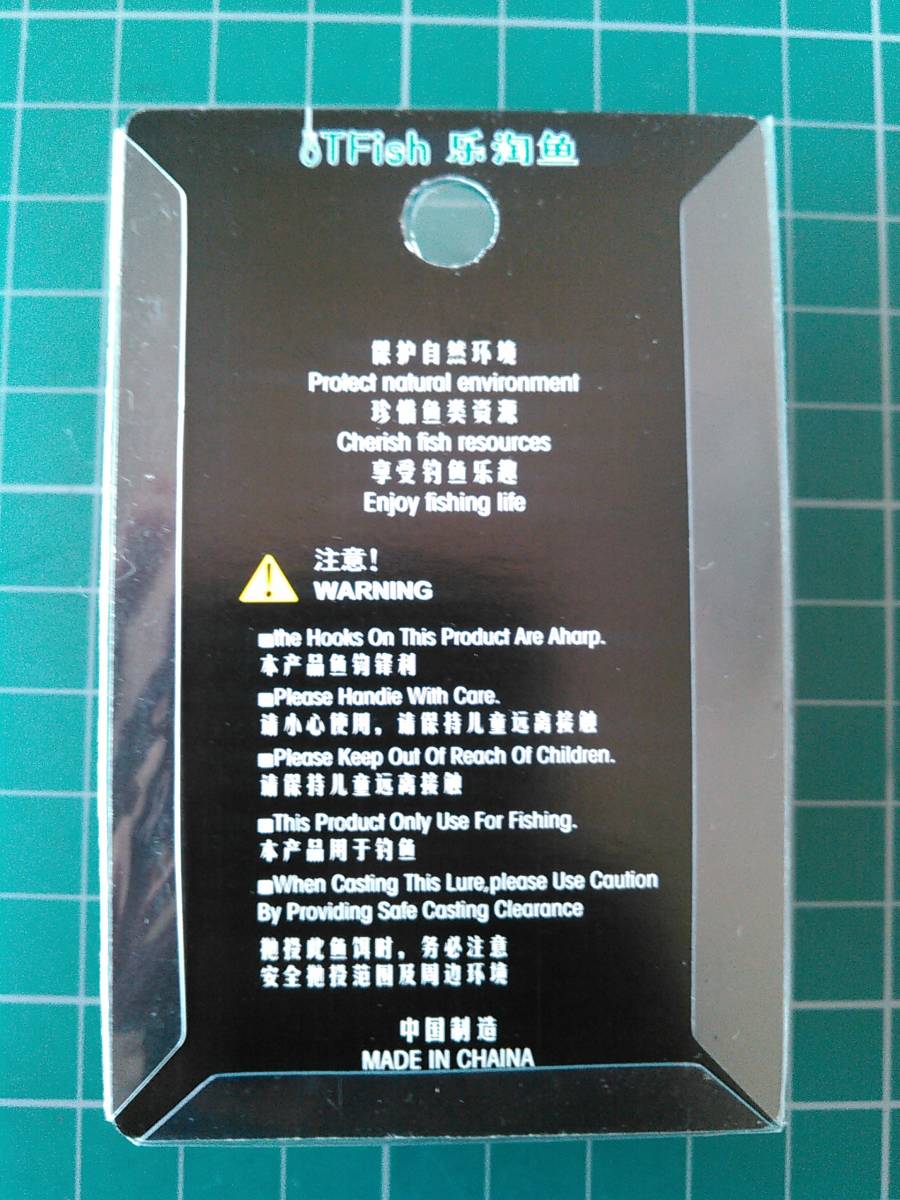 TFish 乐淘鱼
保护自然环境
Protect natural environment
珍惜鱼类资源
Cherish fish resources
享受钓鱼乐趣
Enjoy fishing life
注意!
WARNING
■the Hooks On This Product Are Aharp.
本产品鱼钩锋利
■Please Handie With Care.
请小心使用，请保持儿童远离接触
■Please Keep Out Of Reach Of Children.
请保持儿童远离接触
■This Product Only Use For Fishing.
本产品用于钓鱼
■When Casting This Lure,please Use Caution
By Providing Safe Casting Clearance
抛投此鱼饵时，务必注意
安全抛投范围及周边环境
中国制造
MADE IN CHAINA